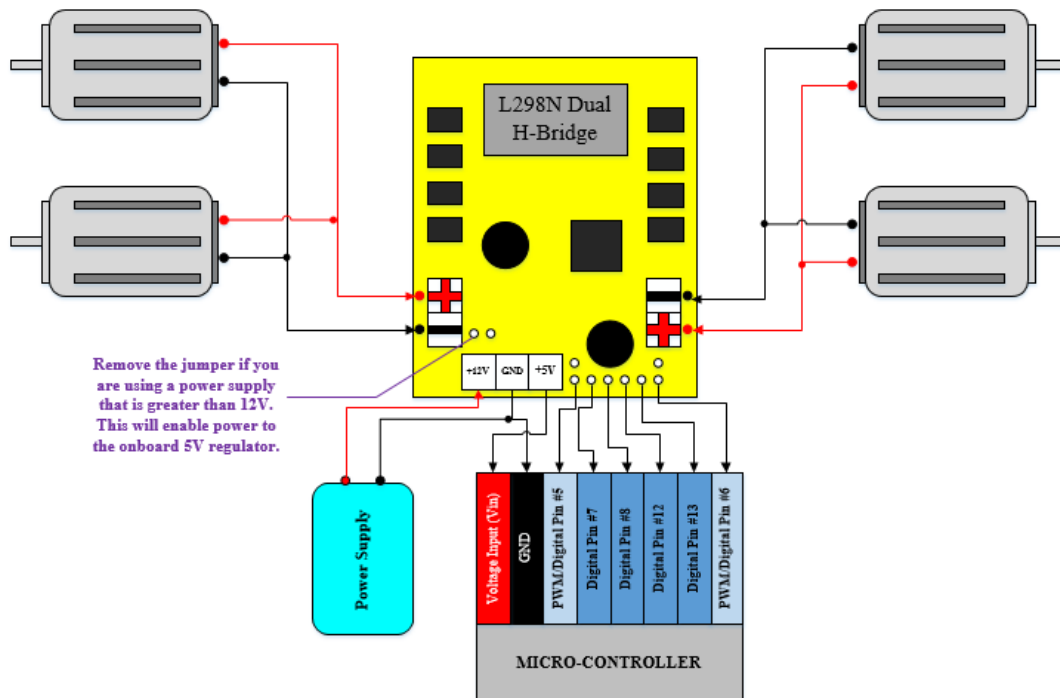 L298N Dual
H-Bridge
Remove the jumper if you
are using a power supply
that is greater than 12V.
This will enable power to
the onboard 5V regulator.
+12V
GND
+5V
Power Supply
Voltage Input (Vin)
GND
PWM/Digital Pin #5
Digital Pin #7
Digital Pin #8
Digital Pin #12
Digital Pin #13
PWM/Digital Pin #6
MICRO-CONTROLLER